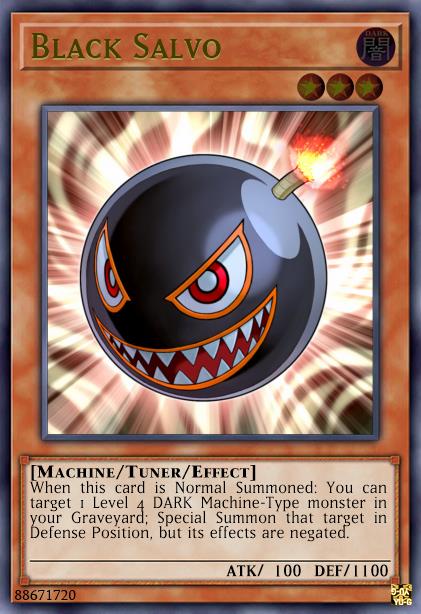 Black Salvo
DARK
闇
[Machine/Tuner/Effect]
When this card is Normal Summoned: You can
target 1 Level 4 DARK Machine-Type monster in
your Graveyard; Special Summon that target in
Defense Position, but its effects are negated.
ATK/ 100 DEF/1100
88671720